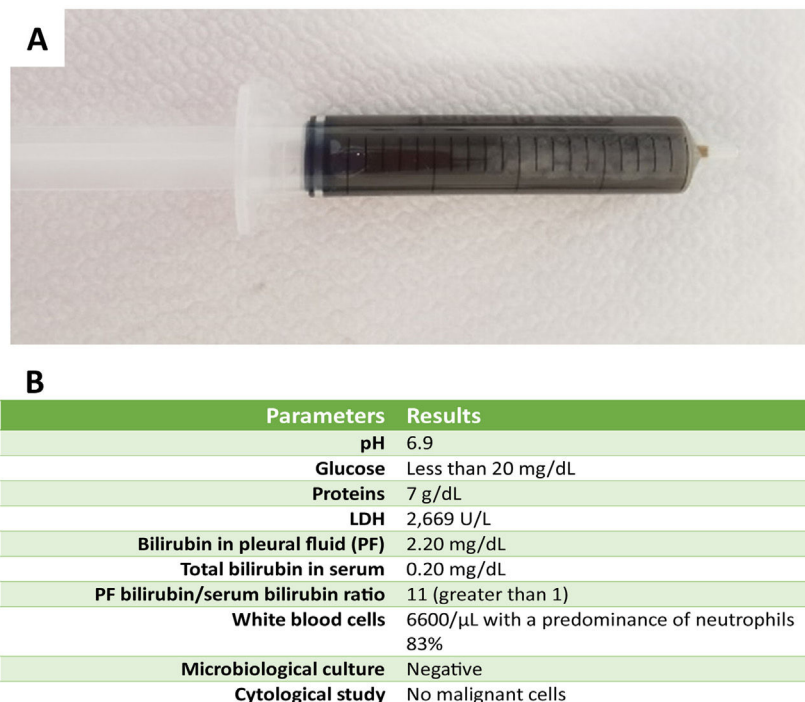 A
B
Parameters Results
pH 6.9
Glucose Less than 20 mg/dL
Proteins 7 g/dL
LDH 2,669 U/L
Bilirubin in pleural fluid (PF) 2.20 mg/dL
Total bilirubin in serum 0.20 mg/dL
PF bilirubin/serum bilirubin ratio 11 (greater than 1)
White blood cells 6600/µL with a predominance of neutrophils
83%
Microbiological culture Negative
Cytological study No malignant cells